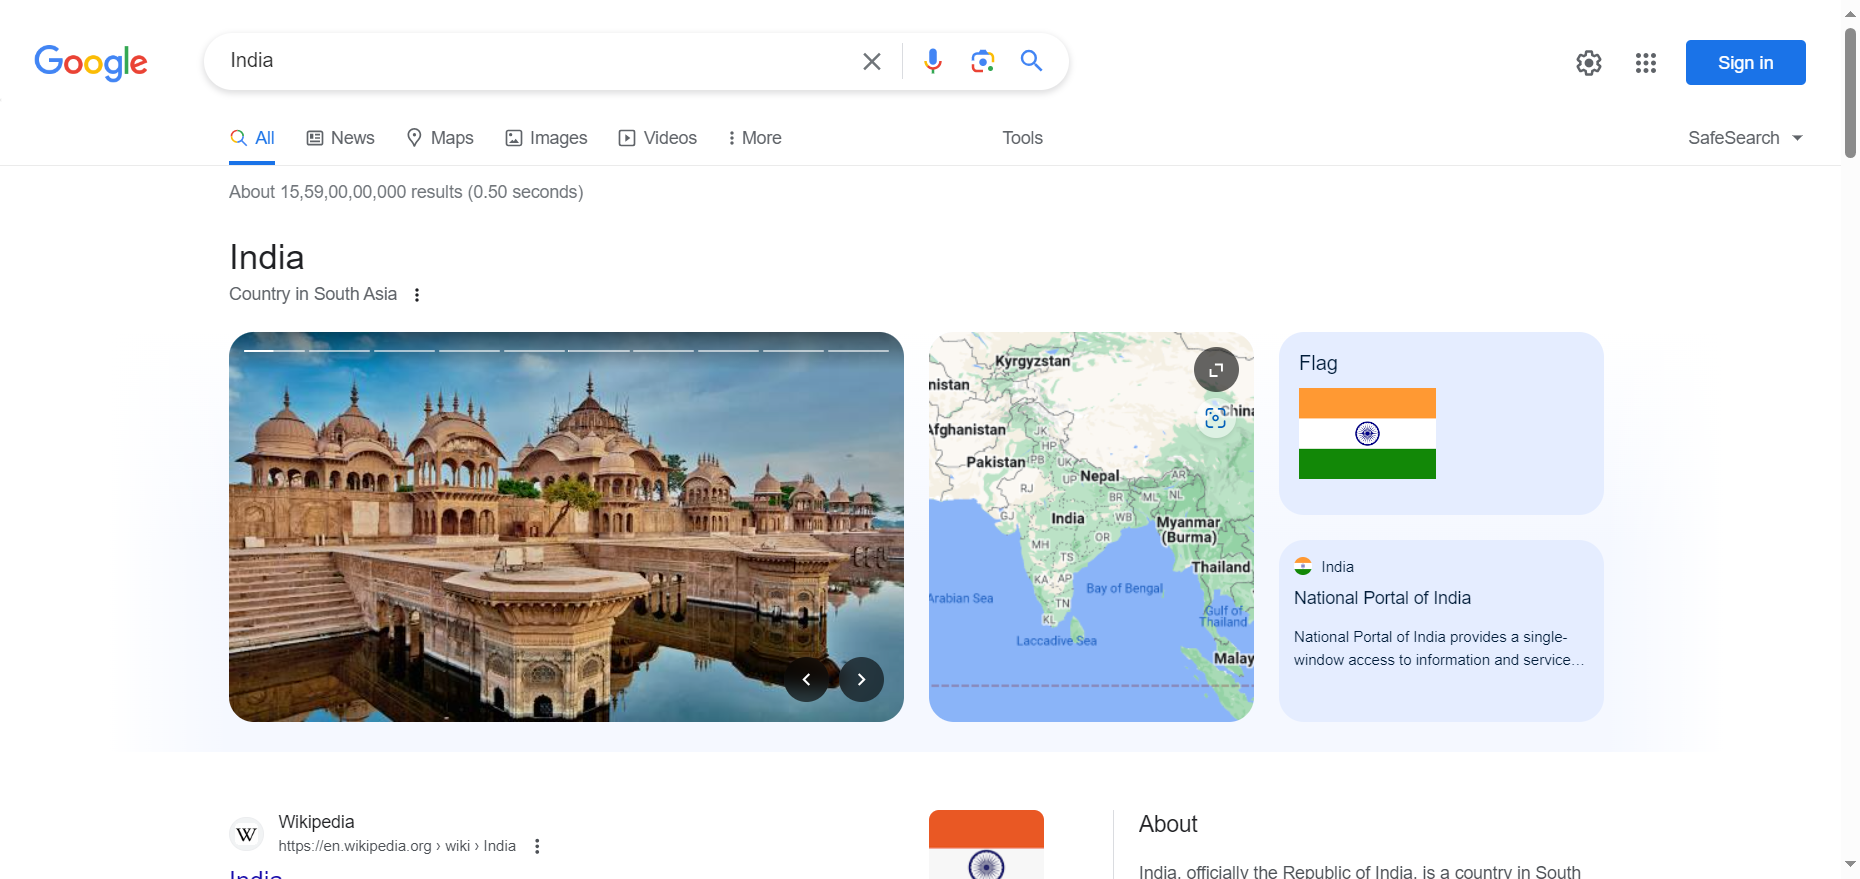 Google
India
Sign in
All
News
Maps
Images
Videos
More
Tools
SafeSearch
About 15,59,00,00,000 results (0.50 seconds)
India
Country in South Asia
Kyrgyzstan
nistan
China
Afghanistan
JK
HP
Pakistan
PB
UK
UP
Nepal
AR
RJ
BR
ML
NL
GJ
India
WB
Myanmar
(Burma)
MH
OR
TS
Thailand
KA
AP
Bay of Bengal
Arabian Sea
TN
KL
Gulf of
Thailand
Laccadive Sea
Malay
Flag
India
National Portal of India
National Portal of India provides a single-
window access to information and service...
W
Wikipedia
https://en.wikipedia.org › wiki › India
India
About
India, officially the Republic of India, is a country in South